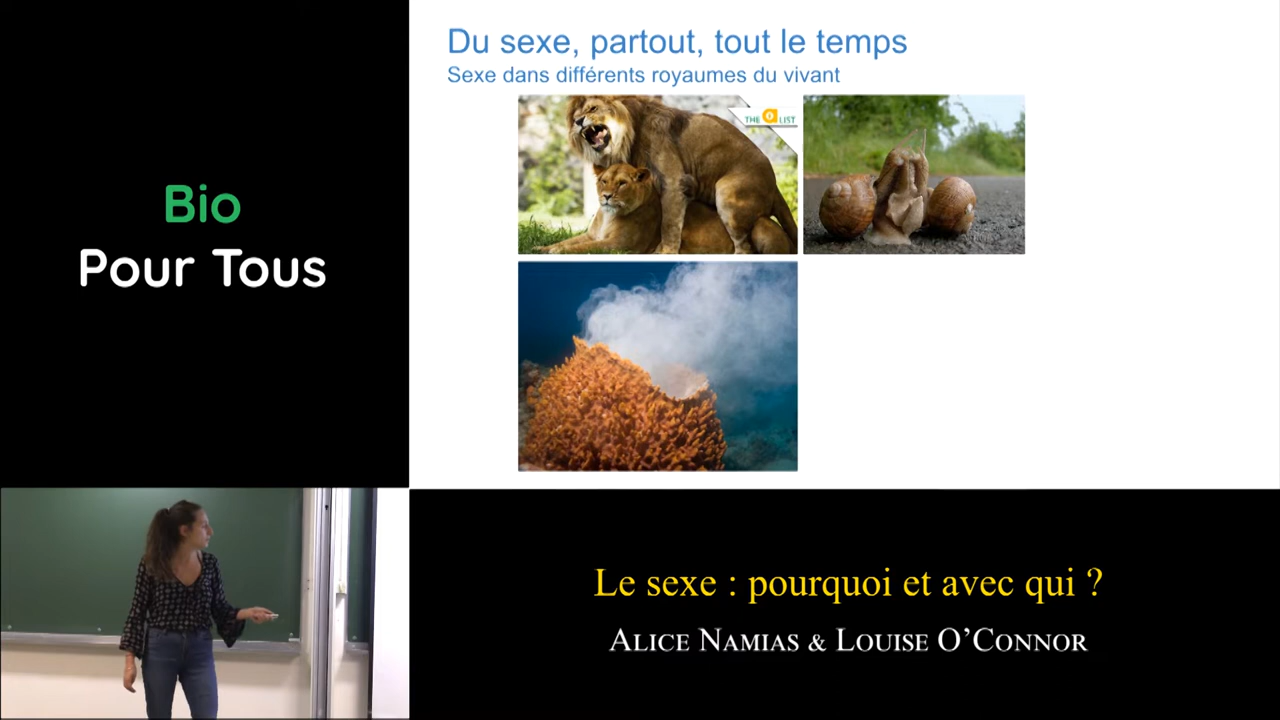 Bio
Pour Tous
Du sexe, partout, tout le temps
Sexe dans différents royaumes du vivant
THE a LIST
Le sexe : pourquoi et avec qui ?
ALICE NAMIAS & LOUISE O'CONNOR